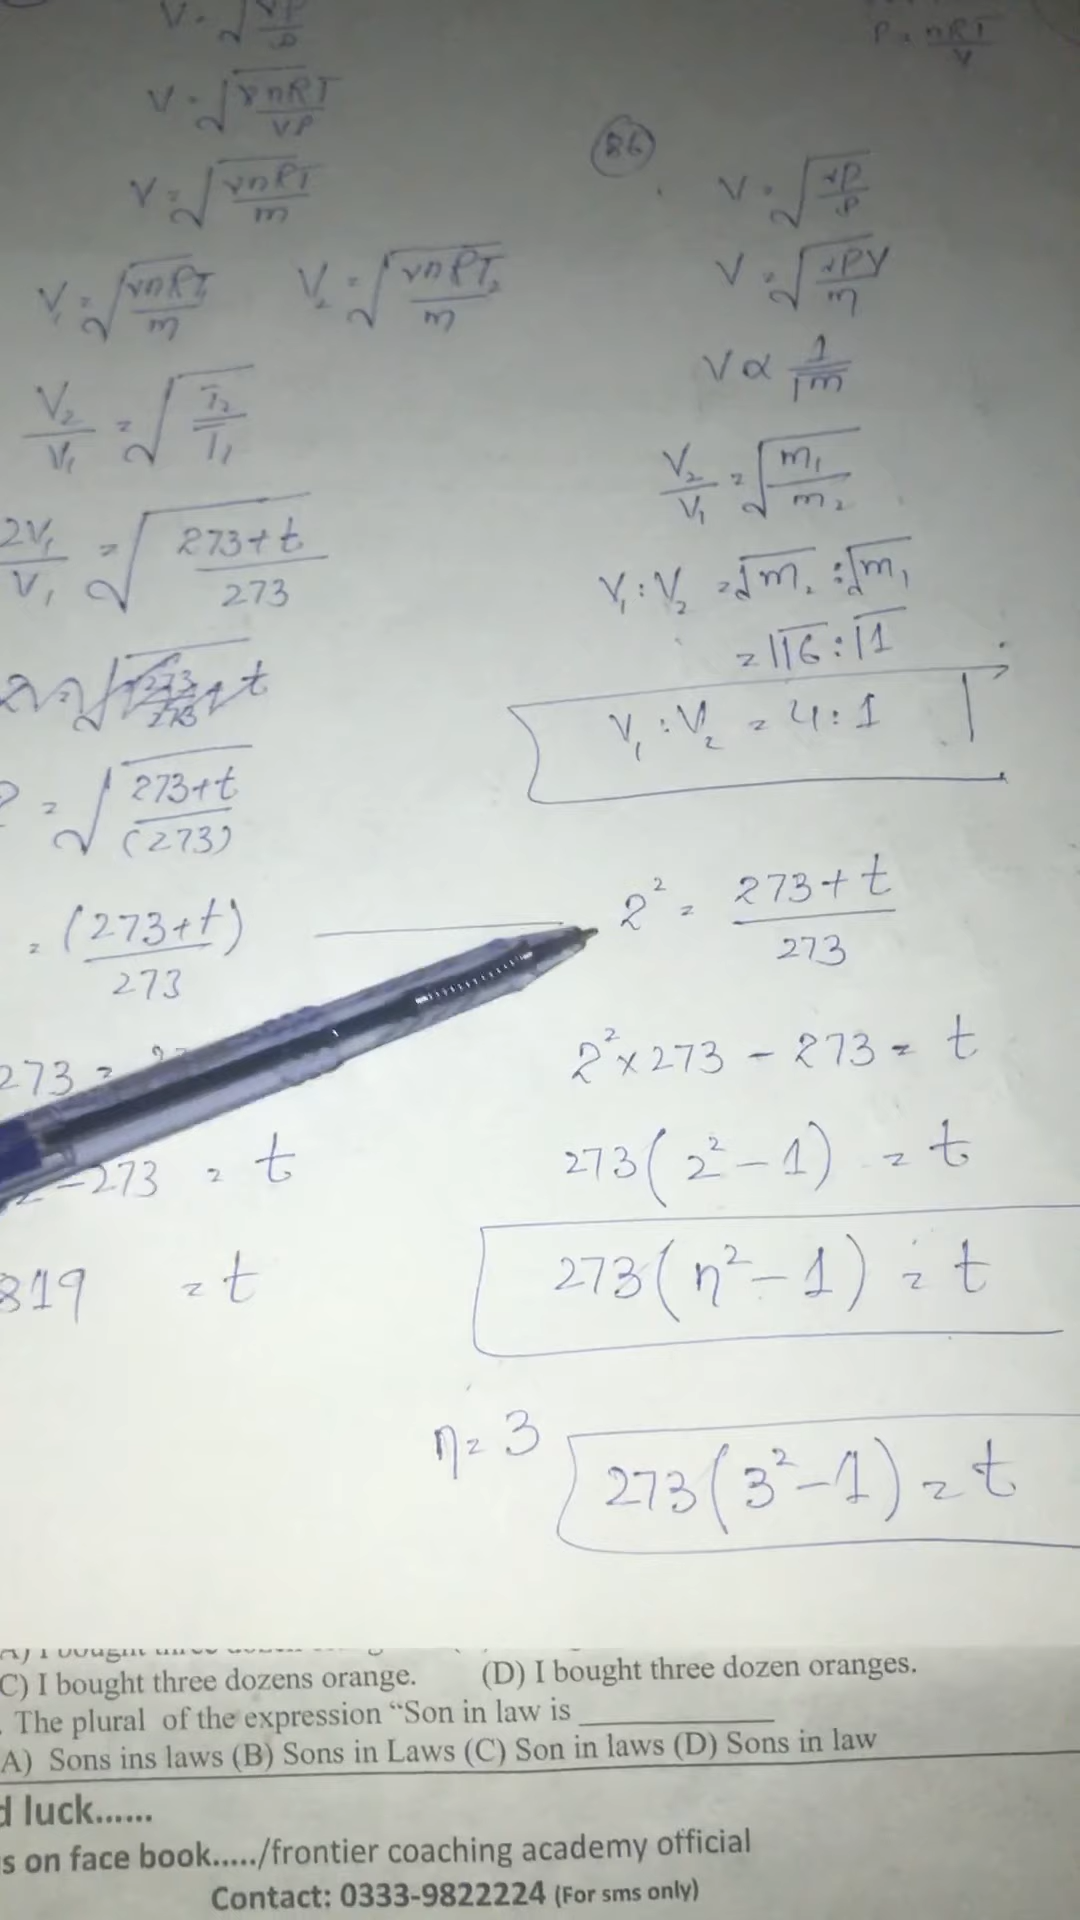 P = nRT/V
V = √(γnRT/Vρ)
V = √(γnRT/m)
V₁ = √(γnRT₁/m) V₂ = √(γnRT₂/m)
V₂/V₁ = √(T₂/T₁)
2V₁/V₁ = √((273+t)/273)
= √((273+t)/(273))
= (273+t)/273
273 =
-273 = t
819 = t
86
V = √(γP/ρ)
V = √(γPV/m)
V ∝ 1/√m
V₂/V₁ = √(m₁/m₂)
V₁ : V₂ = √m₂ : √m₁
= √16 : √1
V₁ : V₂ = 4 : 1
2² = (273+t)/273
2² × 273 - 273 = t
273(2² - 1) = t
273(η² - 1) = t
η = 3 273(3² - 1) = t
C) I bought three dozens orange. (D) I bought three dozen oranges.
. The plural of the expression “Son in law is ____________
A) Sons ins laws (B) Sons in Laws (C) Son in laws (D) Sons in law
d luck......
s on face book...../frontier coaching academy official
Contact: 0333-9822224 (For sms only)